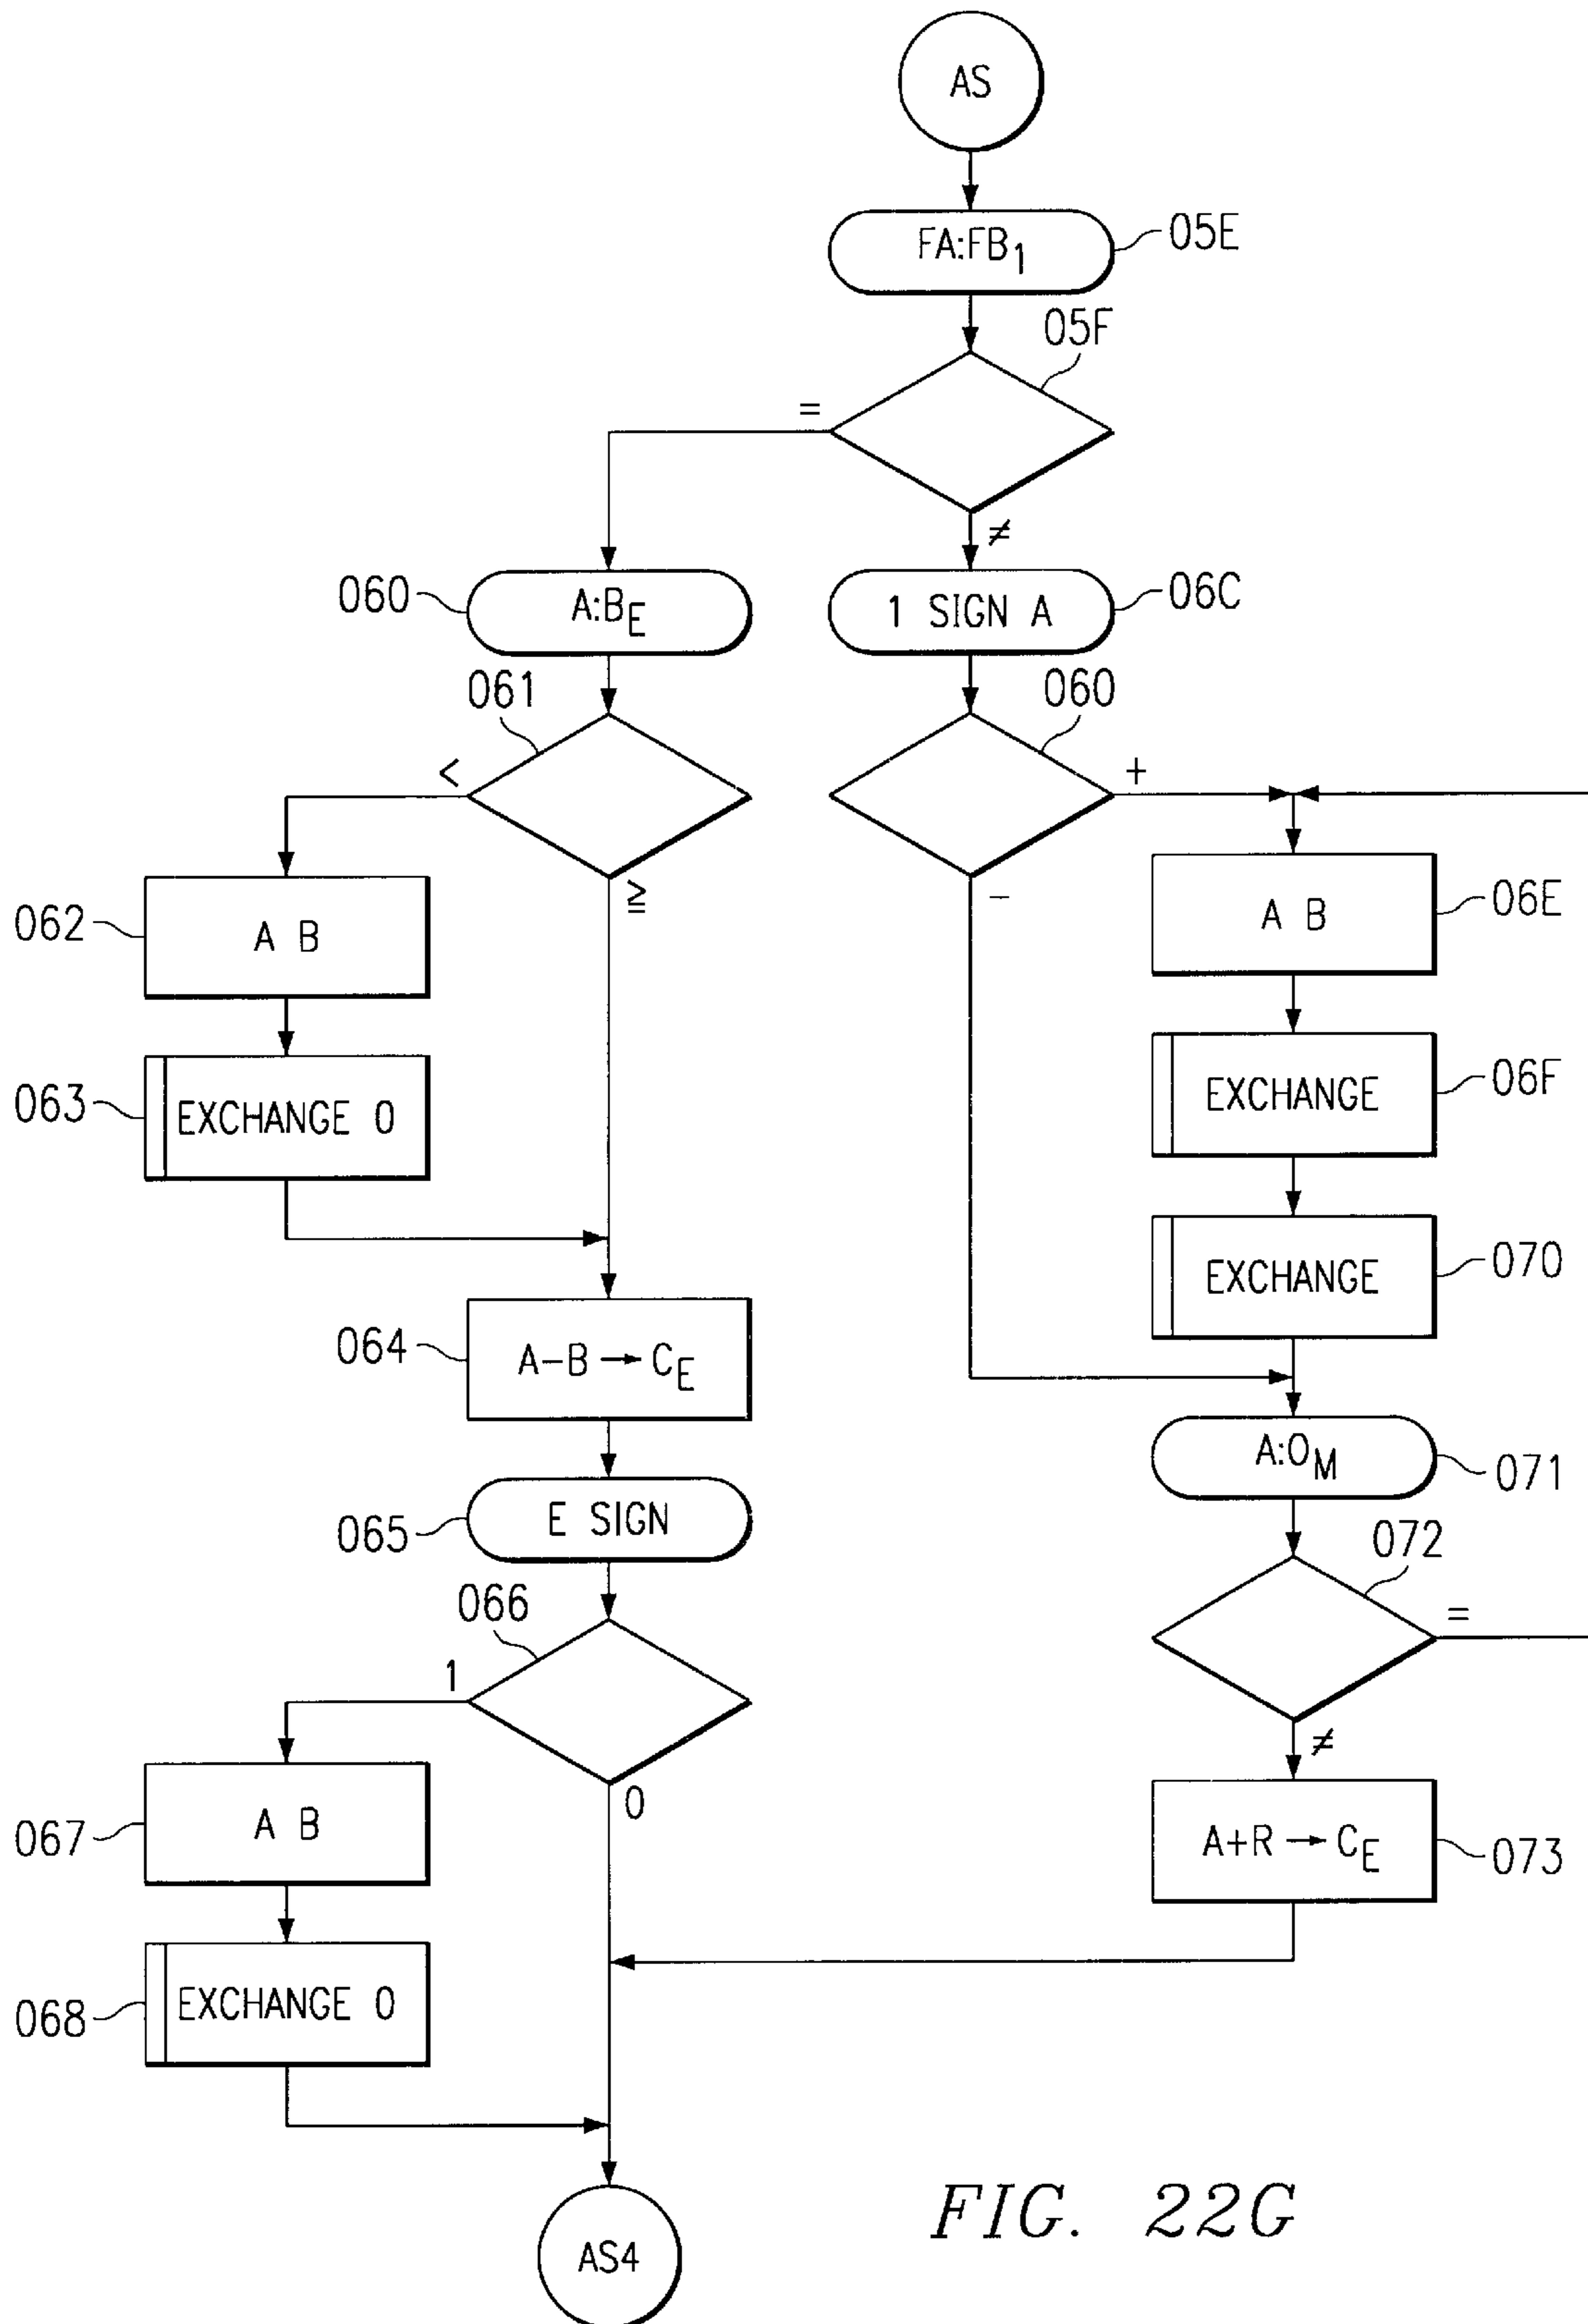 AS
FA:FB1
05E
05F
=
≠
060
A:BE
1 SIGN A
06C
061
060
<
+
≧
−
062
A B
A B
06E
063
EXCHANGE 0
EXCHANGE
06F
EXCHANGE
070
064
A−B → CE
A:0M
071
065
E SIGN
072
066
=
1
≠
0
067
A B
A+R → CE
073
068
EXCHANGE 0
AS4
FIG. 22G